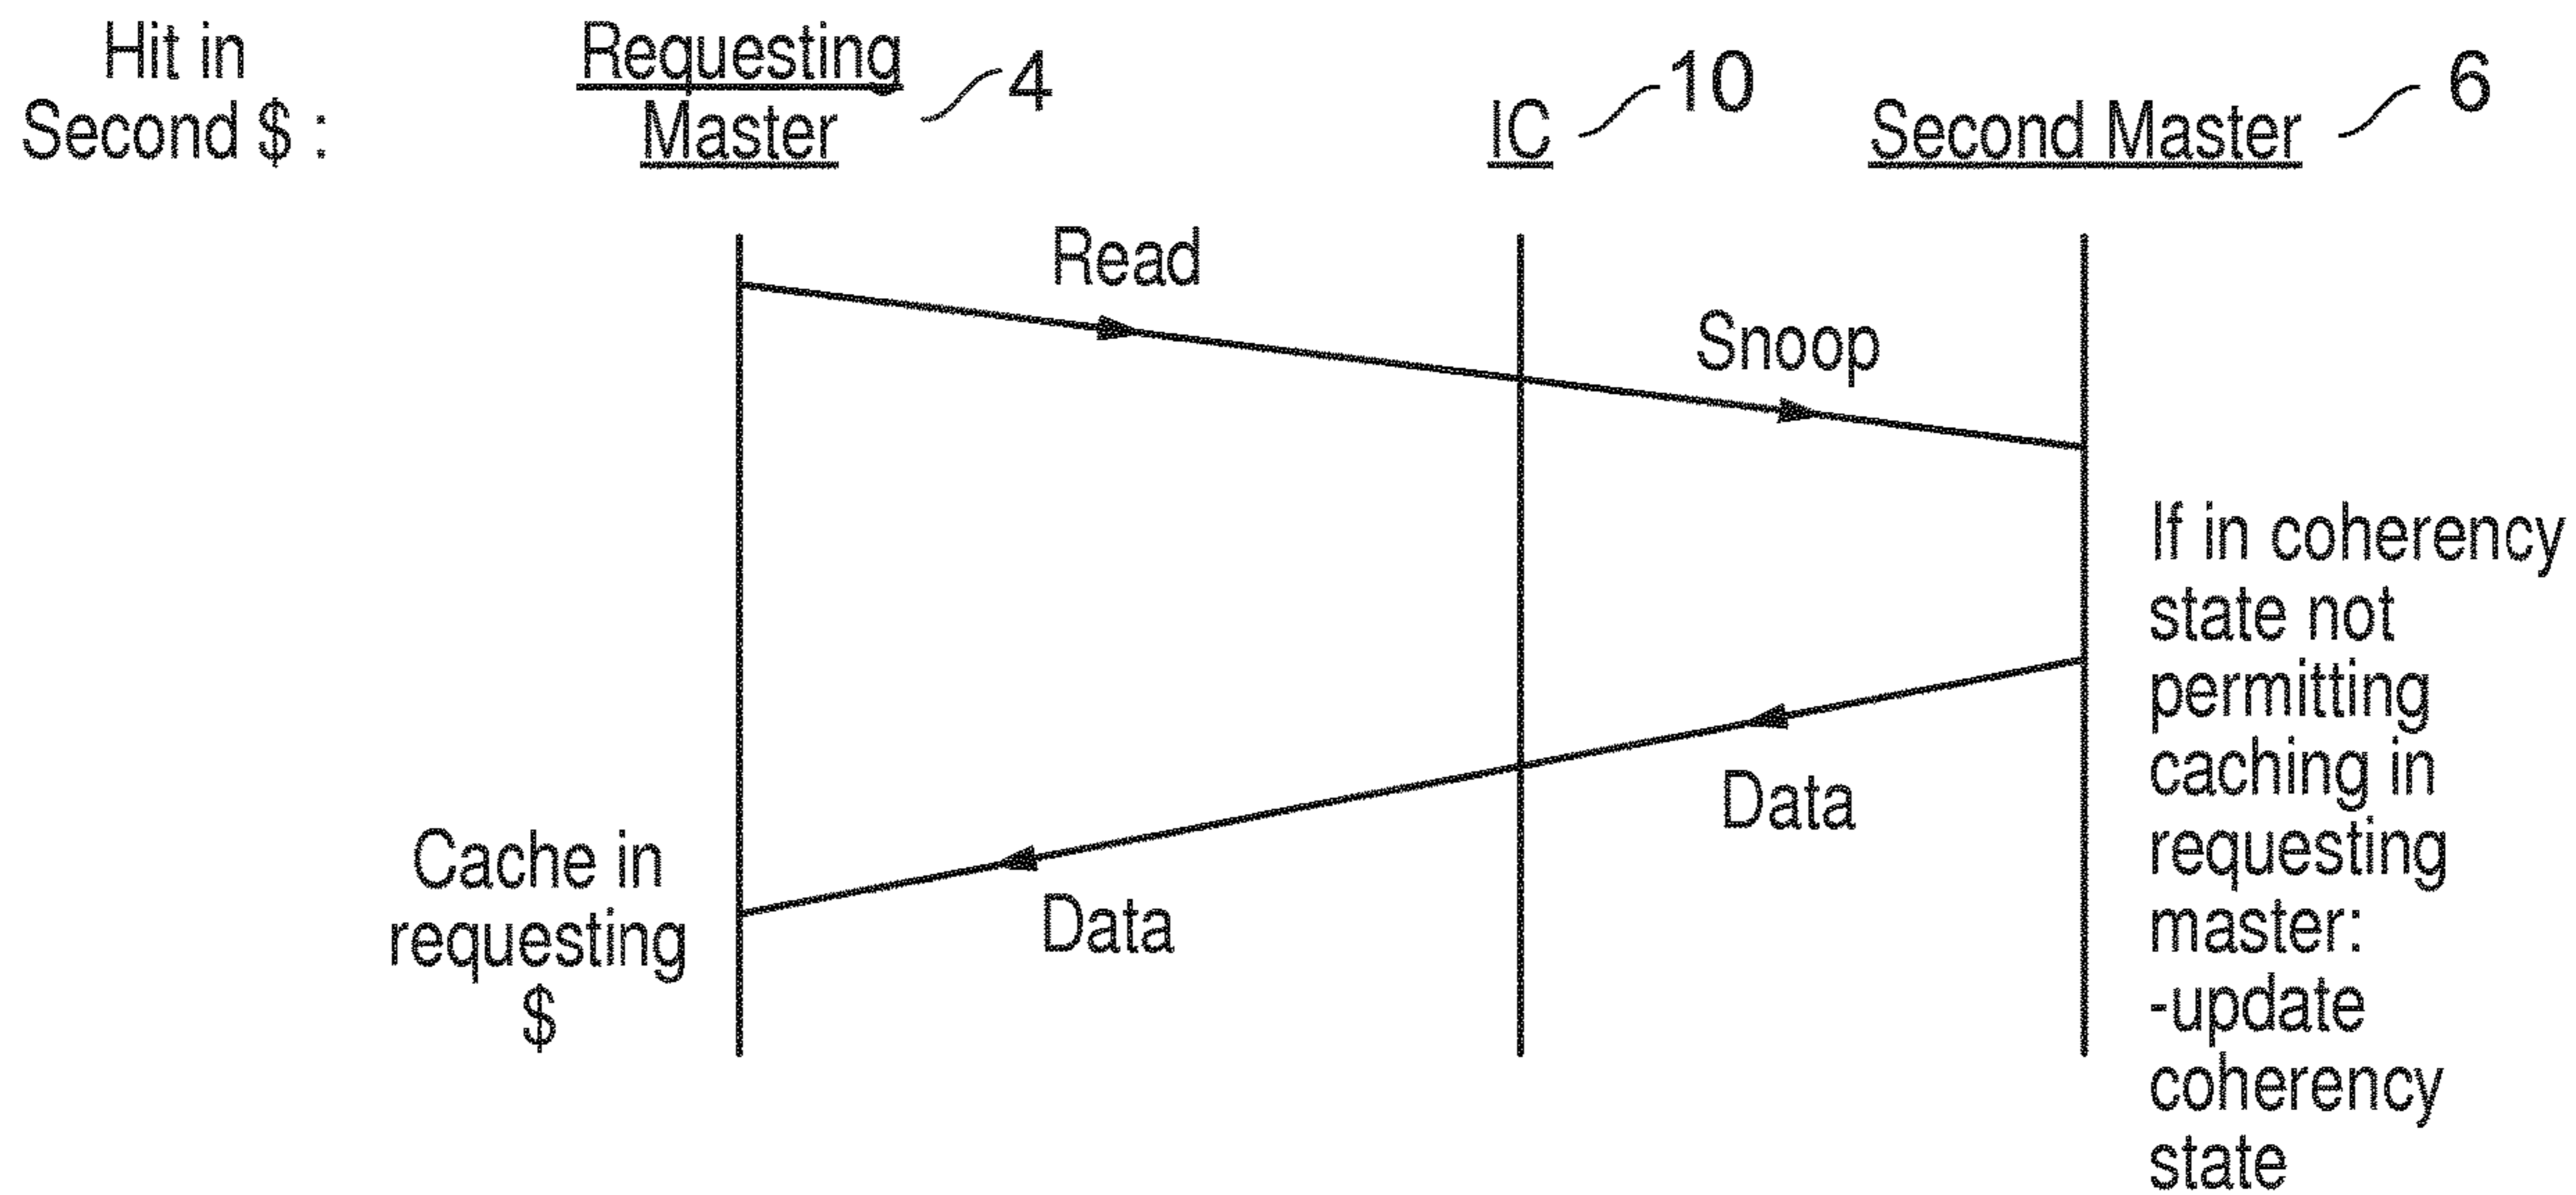 Hit in
Second $ :
Requesting
Master
4
IC
10
Second Master
6
Read
Snoop
If in coherency
state not
permitting
caching in
requesting
master:
-update
coherency
state
Data
Data
Cache in
requesting
$